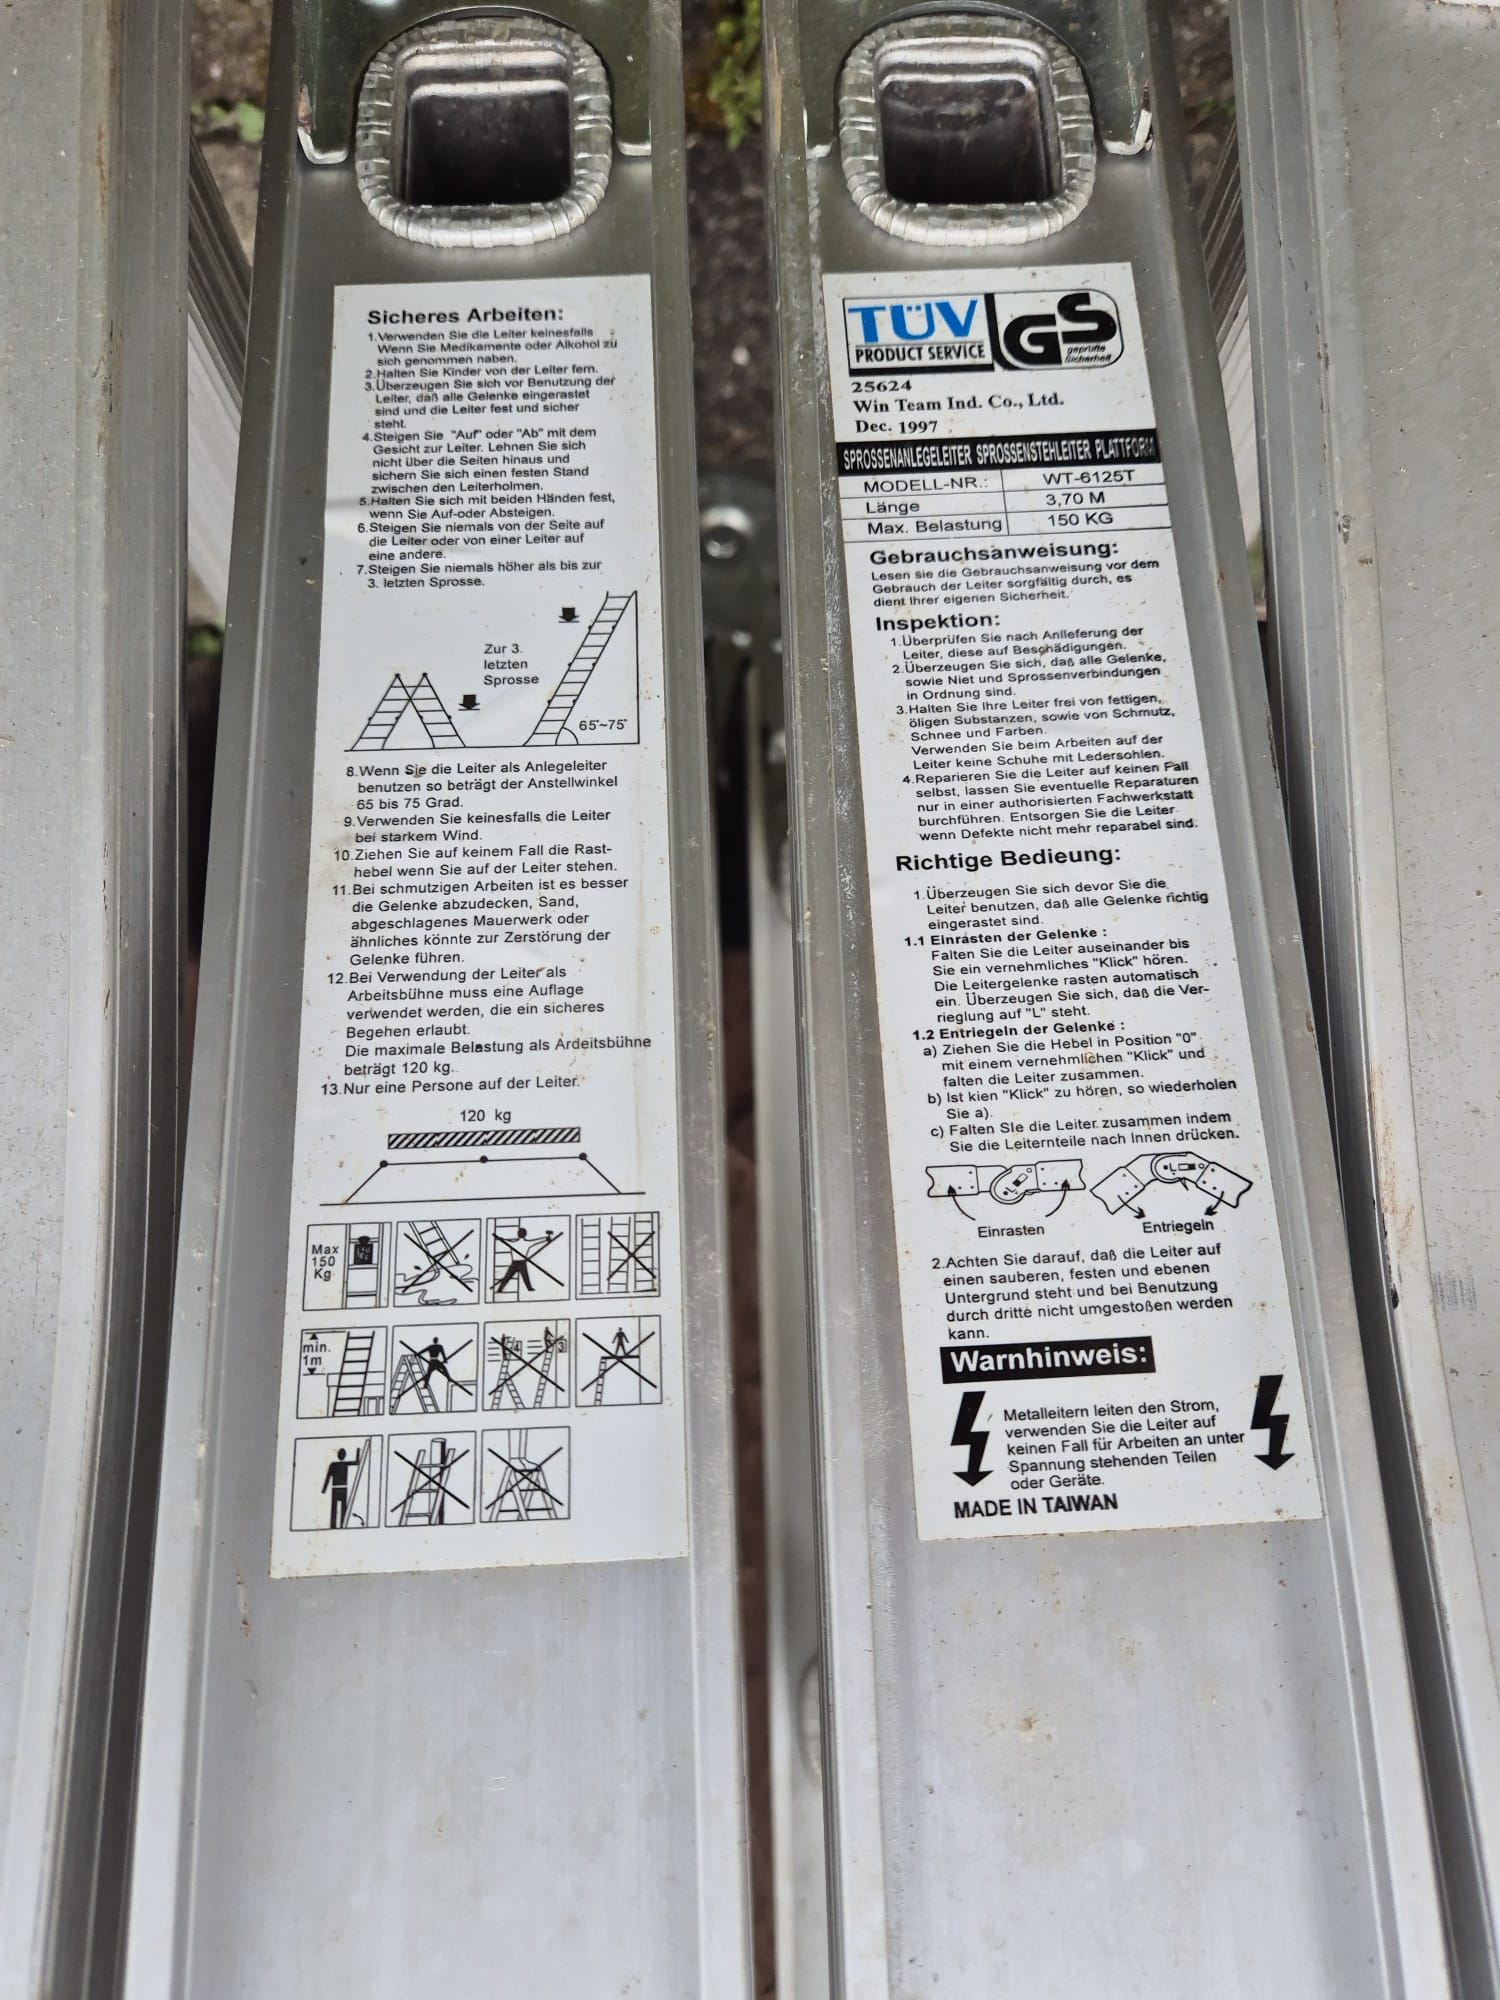 Sicheres Arbeiten:
1.Verwenden Sie die Leiter keinesfalls
Wenn Sie Medikamente oder Alkohol zu
sich genommen naben.
2.Halten Sie Kinder von der Leiter fern.
3.Überzeugen Sie sich vor Benutzung der
Leiter, daß alle Gelenke eingerastet
sind und die Leiter fest und sicher
steht.
4.Steigen Sie "Auf" oder "Ab" mit dem
Gesicht zur Leiter. Lehnen Sie sich
nicht über die Seiten hinaus und
sichern Sie sich einen festen Stand
zwischen den Leiterholmen.
5.Halten Sie sich mit beiden Händen fest,
wenn Sie Auf-oder Absteigen.
6.Steigen Sie niemals von der Seite auf
die Leiter oder von einer Leiter auf
eine andere.
7.Steigen Sie niemals höher als bis zur
3. letzten Sprosse.
Zur 3.
letzten
Sprosse
65°~75°
8.Wenn Sie die Leiter als Anlegeleiter
benutzen so beträgt der Anstellwinkel
65 bis 75 Grad.
9.Verwenden Sie keinesfalls die Leiter
bei starkem Wind.
10.Ziehen Sie auf keinem Fall die Rast-
hebel wenn Sie auf der Leiter stehen.
11.Bei schmutzigen Arbeiten ist es besser
die Gelenke abzudecken, Sand,
abgeschlagenes Mauerwerk oder
ähnliches könnte zur Zerstörung der
Gelenke führen.
12.Bei Verwendung der Leiter als
Arbeitsbühne muss eine Auflage
verwendet werden, die ein sicheres
Begehen erlaubt.
Die maximale Belastung als Ardeitsbühne
beträgt 120 kg.
13.Nur eine Persone auf der Leiter.
120 kg
Max
150
Kg
min.
1m
TÜV
PRODUCT SERVICE
GS
geprüfte
Sicherheit
25624
Win Team Ind. Co., Ltd.
Dec. 1997
SPROSSENANLEGELEITER SPROSSENSTEHLEITER PLATTFORM
MODELL-NR.: WT-6125T
Länge 3,70 M
Max. Belastung 150 KG
Gebrauchsanweisung:
Lesen sie die Gebrauchsanweisung vor dem
Gebrauch der Leiter sorgfältig durch, es
dient Ihrer eigenen Sicherheit.
Inspektion:
1.Überprüfen Sie nach Anlieferung der
Leiter, diese auf Beschädigungen.
2.Überzeugen Sie sich, daß alle Gelenke,
sowie Niet und Sprossenverbindungen
in Ordnung sind.
3.Halten Sie Ihre Leiter frei von fettigen,
öligen Substanzen, sowie von Schmutz,
Schnee und Farben.
Verwenden Sie beim Arbeiten auf der
Leiter keine Schuhe mit Ledersohlen.
4.Reparieren Sie die Leiter auf keinen Fall
selbst, lassen Sie eventuelle Reparaturen
nur in einer authorisierten Fachwerkstatt
burchführen. Entsorgen Sie die Leiter
wenn Defekte nicht mehr reparabel sind.
Richtige Bedieung:
1.Überzeugen Sie sich devor Sie die
Leiter benutzen, daß alle Gelenke richtig
eingerastet sind.
1.1 Einrasten der Gelenke :
Falten Sie die Leiter auseinander bis
Sie ein vernehmliches "Klick" hören.
Die Leitergelenke rasten automatisch
ein. Überzeugen Sie sich, daß die Ver-
rieglung auf "L" steht.
1.2 Entriegeln der Gelenke :
a) Ziehen Sie die Hebel in Position "0"
mit einem vernehmlichen "Klick" und
falten die Leiter zusammen.
b) Ist kien "Klick" zu hören, so wiederholen
Sie a).
c) Falten SIe die Leiter zusammen indem
Sie die Leiternteile nach Innen drücken.
Einrasten
Entriegeln
2.Achten Sie darauf, daß die Leiter auf
einen sauberen, festen und ebenen
Untergrund steht und bei Benutzung
durch dritte nicht umgestoßen werden
kann.
Warnhinweis:
Metalleitern leiten den Strom,
verwenden Sie die Leiter auf
keinen Fall für Arbeiten an unter
Spannung stehenden Teilen
oder Geräte.
MADE IN TAIWAN